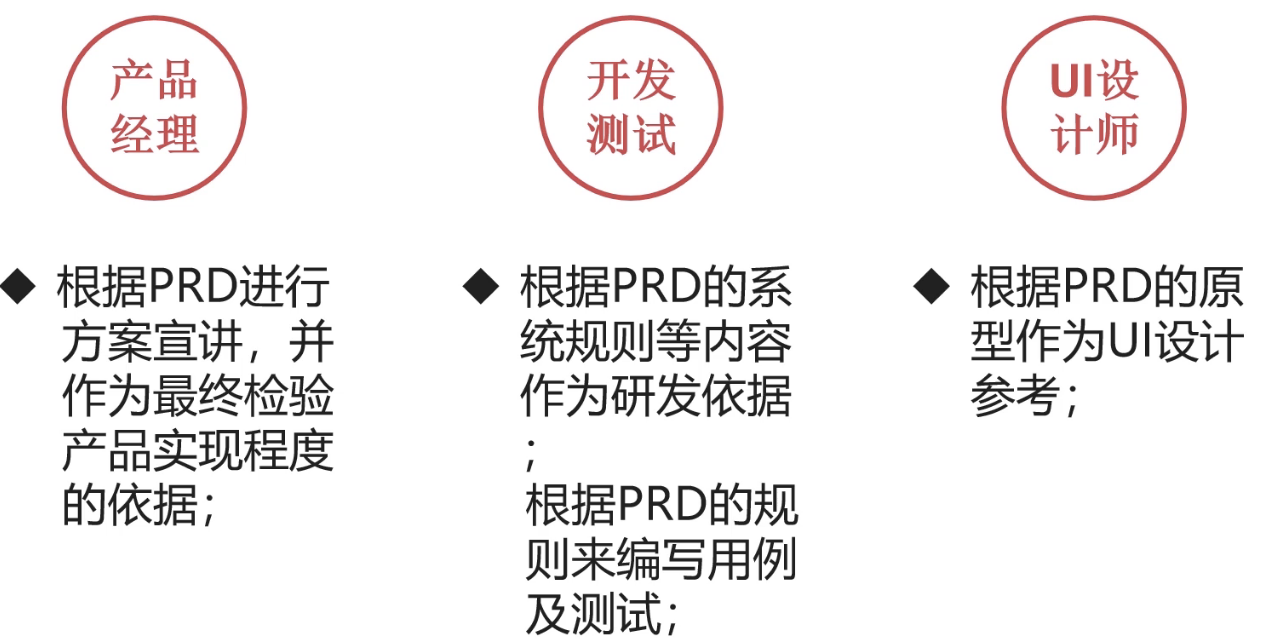 产品
经理
开发
测试
UI设
计师
◆ 根据PRD进行
方案宣讲，并
作为最终检验
产品实现程度
的依据；
◆ 根据PRD的系
统规则等内容
作为研发依据
；
根据PRD的规
则来编写用例
及测试；
◆ 根据PRD的原
型作为UI设计
参考；